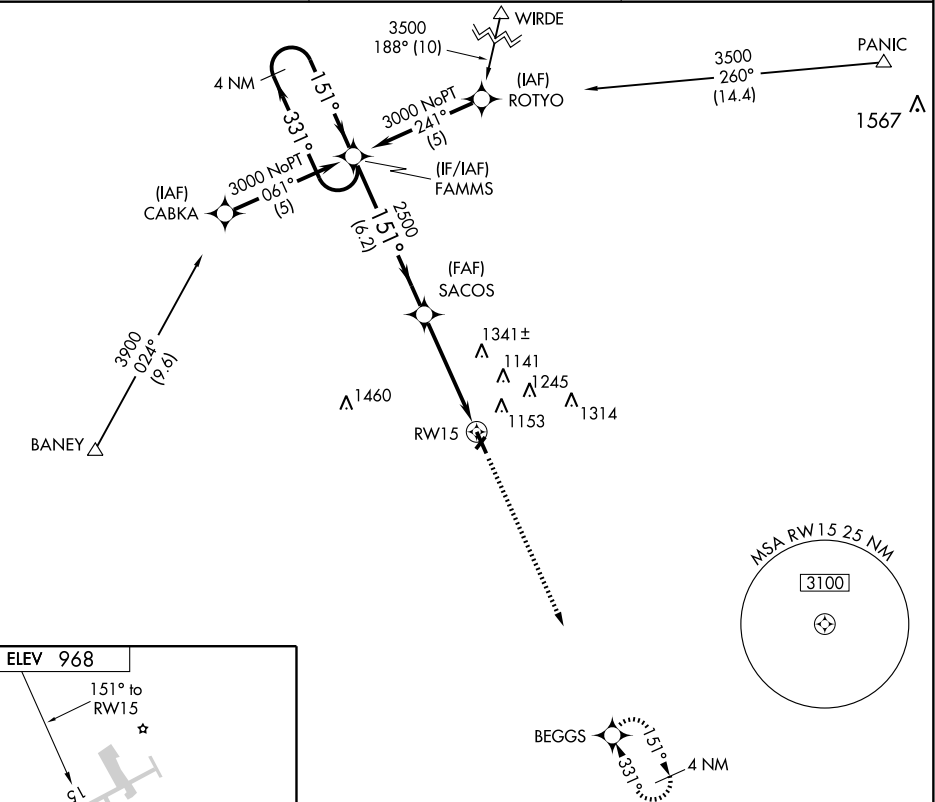 WIRDE
3500
188° (10)
PANIC
3500
260°
(14.4)
1567
4 NM
151°
331°
(IAF)
ROTYO
3000 NoPT
241°
(5)
(IF/IAF)
FAMMS
(IAF)
CABKA
3000 NoPT
061°
(5)
2500
151°
(6.2)
(FAF)
SACOS
3900
024°
(9.6)
1341±
1141
1245
1460
1153
1314
BANEY
RW15
MSA RW15 25 NM
3100
ELEV 968
151° to
RW15
15
BEGGS
151°
331°
4 NM